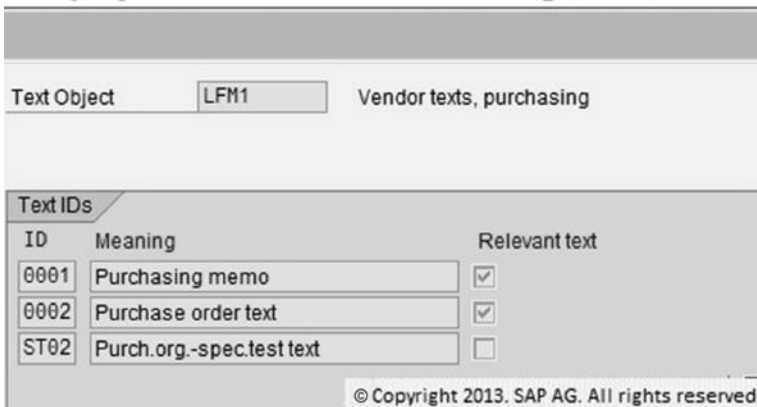 Text Object LFM1 Vendor texts, purchasing
Text IDs
ID Meaning Relevant text
0001 Purchasing memo
0002 Purchase order text
ST02 Purch.org.-spec.test text
© Copyright 2013. SAP AG. All rights reserved